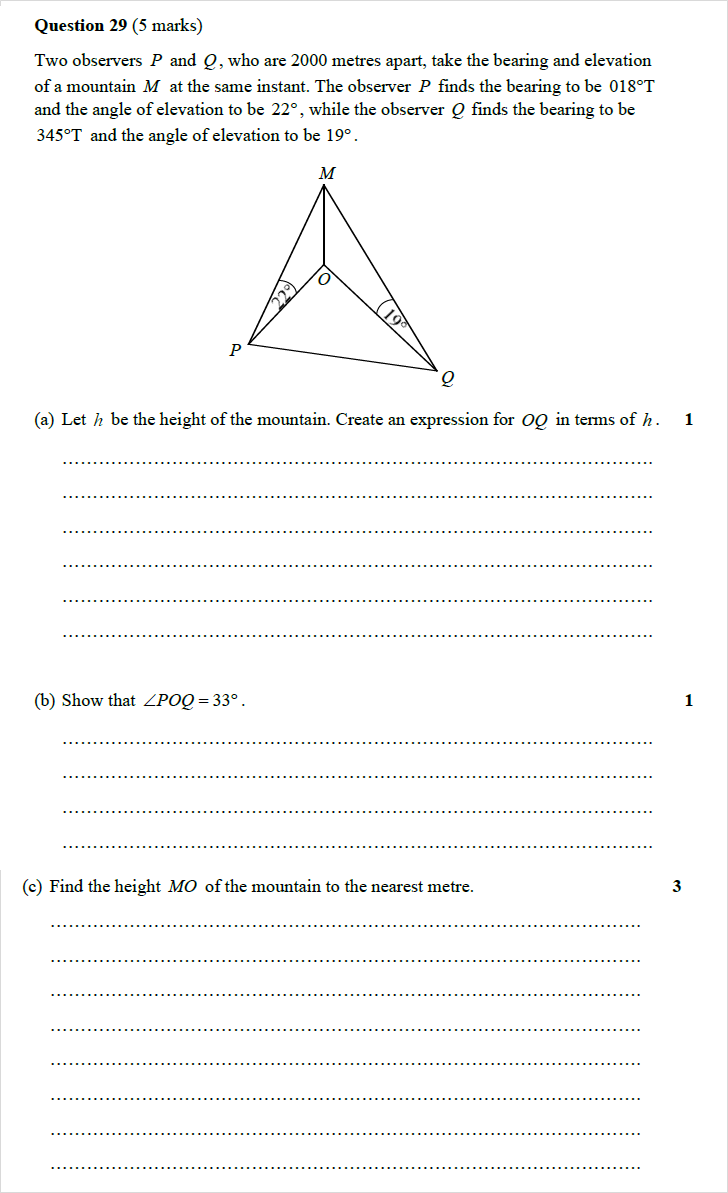 Question 29 (5 marks)
Two observers P and Q, who are 2000 metres apart, take the bearing and elevation
of a mountain M at the same instant. The observer P finds the bearing to be 018°T
and the angle of elevation to be 22°, while the observer Q finds the bearing to be
345°T and the angle of elevation to be 19°.
M
O
22°
19°
P
Q
(a) Let h be the height of the mountain. Create an expression for OQ in terms of h. 1
(b) Show that ∠POQ = 33°. 1
(c) Find the height MO of the mountain to the nearest metre. 3